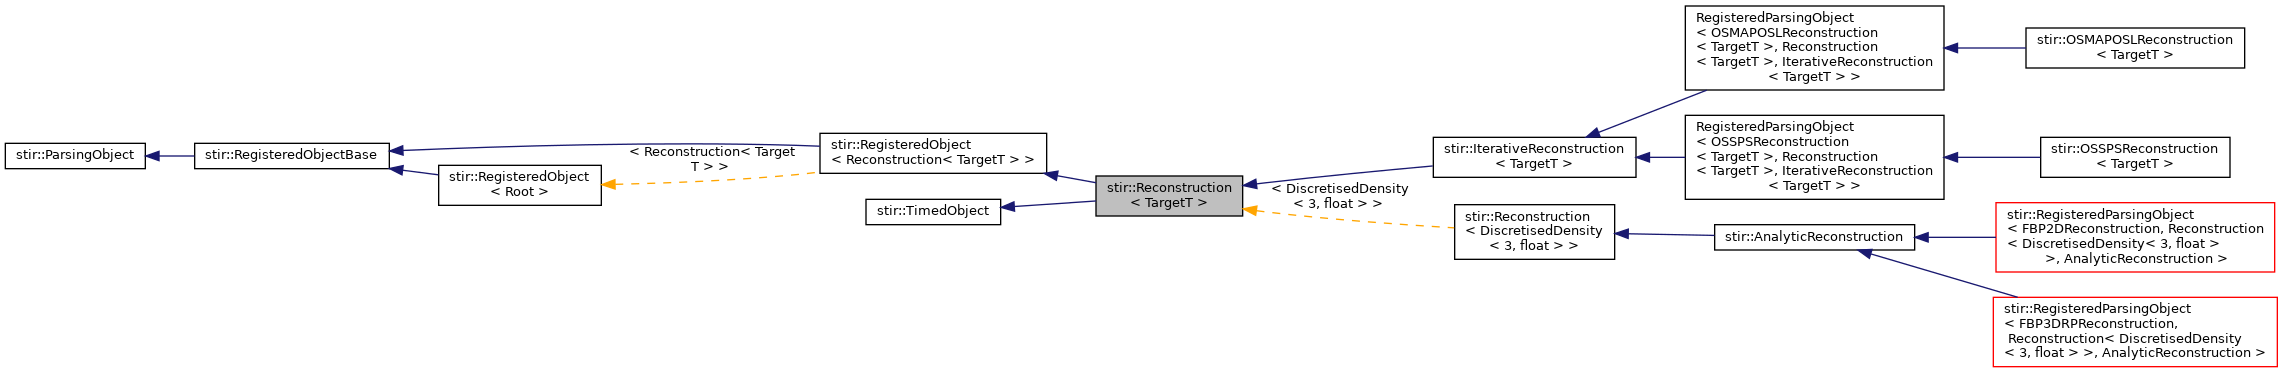 stir::ParsingObject
stir::RegisteredObjectBase
stir::RegisteredObject
< Root >
< Reconstruction< Target
T > >
stir::RegisteredObject
< Reconstruction< TargetT > >
stir::TimedObject
stir::Reconstruction
< TargetT >
< DiscretisedDensity
< 3, float > >
stir::IterativeReconstruction
< TargetT >
stir::Reconstruction
< DiscretisedDensity
< 3, float > >
RegisteredParsingObject
< OSMAPOSLReconstruction
< TargetT >, Reconstruction
< TargetT >, IterativeReconstruction
< TargetT > >
stir::OSMAPOSLReconstruction
< TargetT >
RegisteredParsingObject
< OSSPSReconstruction
< TargetT >, Reconstruction
< TargetT >, IterativeReconstruction
< TargetT > >
stir::OSSPSReconstruction
< TargetT >
stir::AnalyticReconstruction
stir::RegisteredParsingObject
< FBP2DReconstruction, Reconstruction
< DiscretisedDensity< 3, float >
>, AnalyticReconstruction >
stir::RegisteredParsingObject
< FBP3DRPReconstruction,
Reconstruction< DiscretisedDensity
< 3, float > >, AnalyticReconstruction >